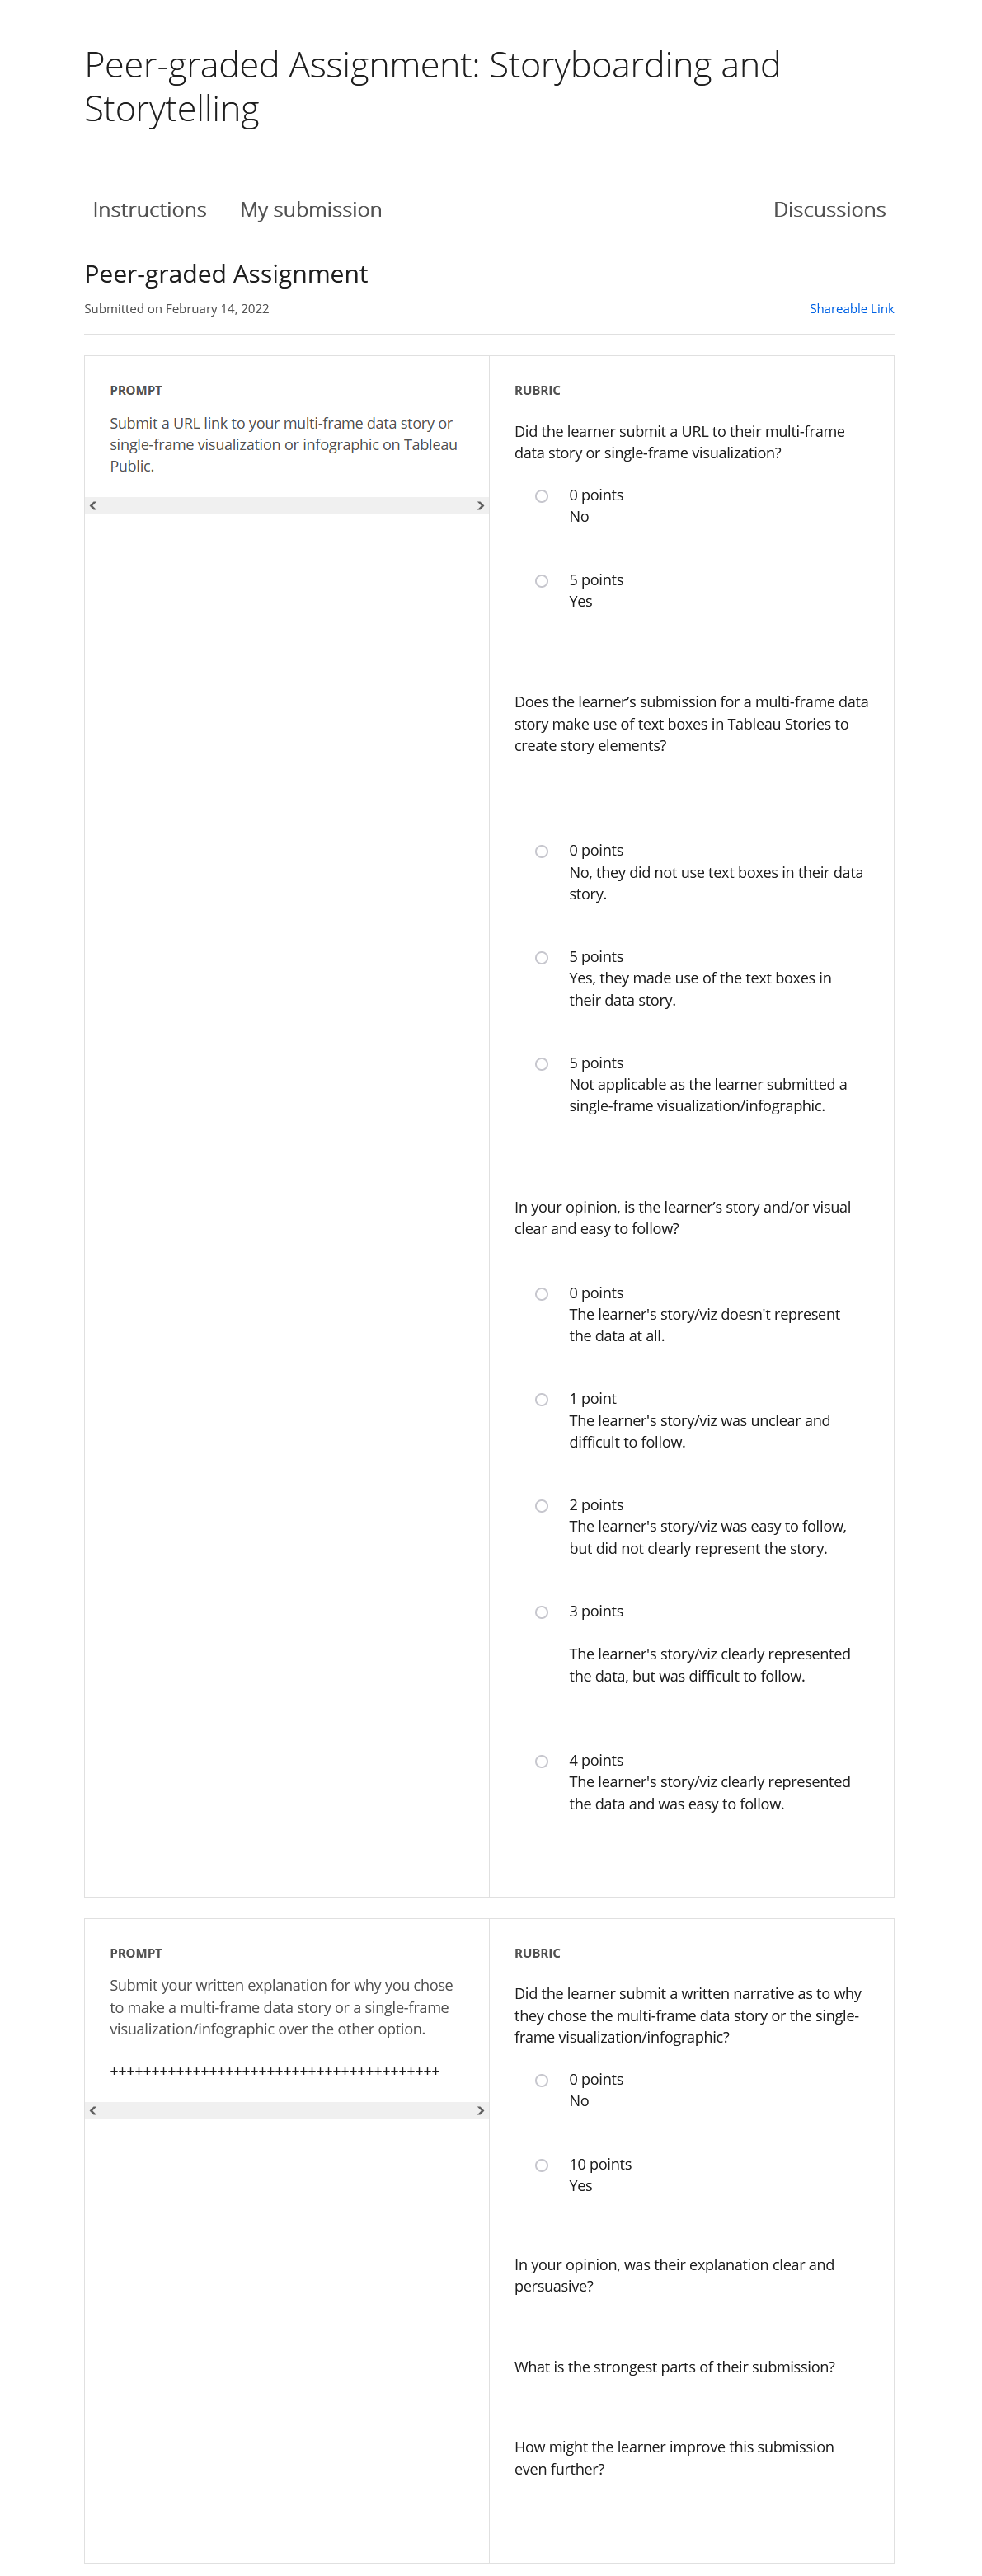 Peer-graded Assignment: Storyboarding and
Storytelling
Instructions
My submission
Discussions
Peer-graded Assignment
Submitted on February 14, 2022
Shareable Link
PROMPT
Submit a URL link to your multi-frame data story or
single-frame visualization or infographic on Tableau
Public.
RUBRIC
Did the learner submit a URL to their multi-frame
data story or single-frame visualization?
0 points
No
5 points
Yes
Does the learner’s submission for a multi-frame data
story make use of text boxes in Tableau Stories to
create story elements?
0 points
No, they did not use text boxes in their data
story.
5 points
Yes, they made use of the text boxes in
their data story.
5 points
Not applicable as the learner submitted a
single-frame visualization/infographic.
In your opinion, is the learner’s story and/or visual
clear and easy to follow?
0 points
The learner's story/viz doesn't represent
the data at all.
1 point
The learner's story/viz was unclear and
difficult to follow.
2 points
The learner's story/viz was easy to follow,
but did not clearly represent the story.
3 points
The learner's story/viz clearly represented
the data, but was difficult to follow.
4 points
The learner's story/viz clearly represented
the data and was easy to follow.
PROMPT
Submit your written explanation for why you chose
to make a multi-frame data story or a single-frame
visualization/infographic over the other option.
++++++++++++++++++++++++++++++++++++++++
RUBRIC
Did the learner submit a written narrative as to why
they chose the multi-frame data story or the single-
frame visualization/infographic?
0 points
No
10 points
Yes
In your opinion, was their explanation clear and
persuasive?
What is the strongest parts of their submission?
How might the learner improve this submission
even further?